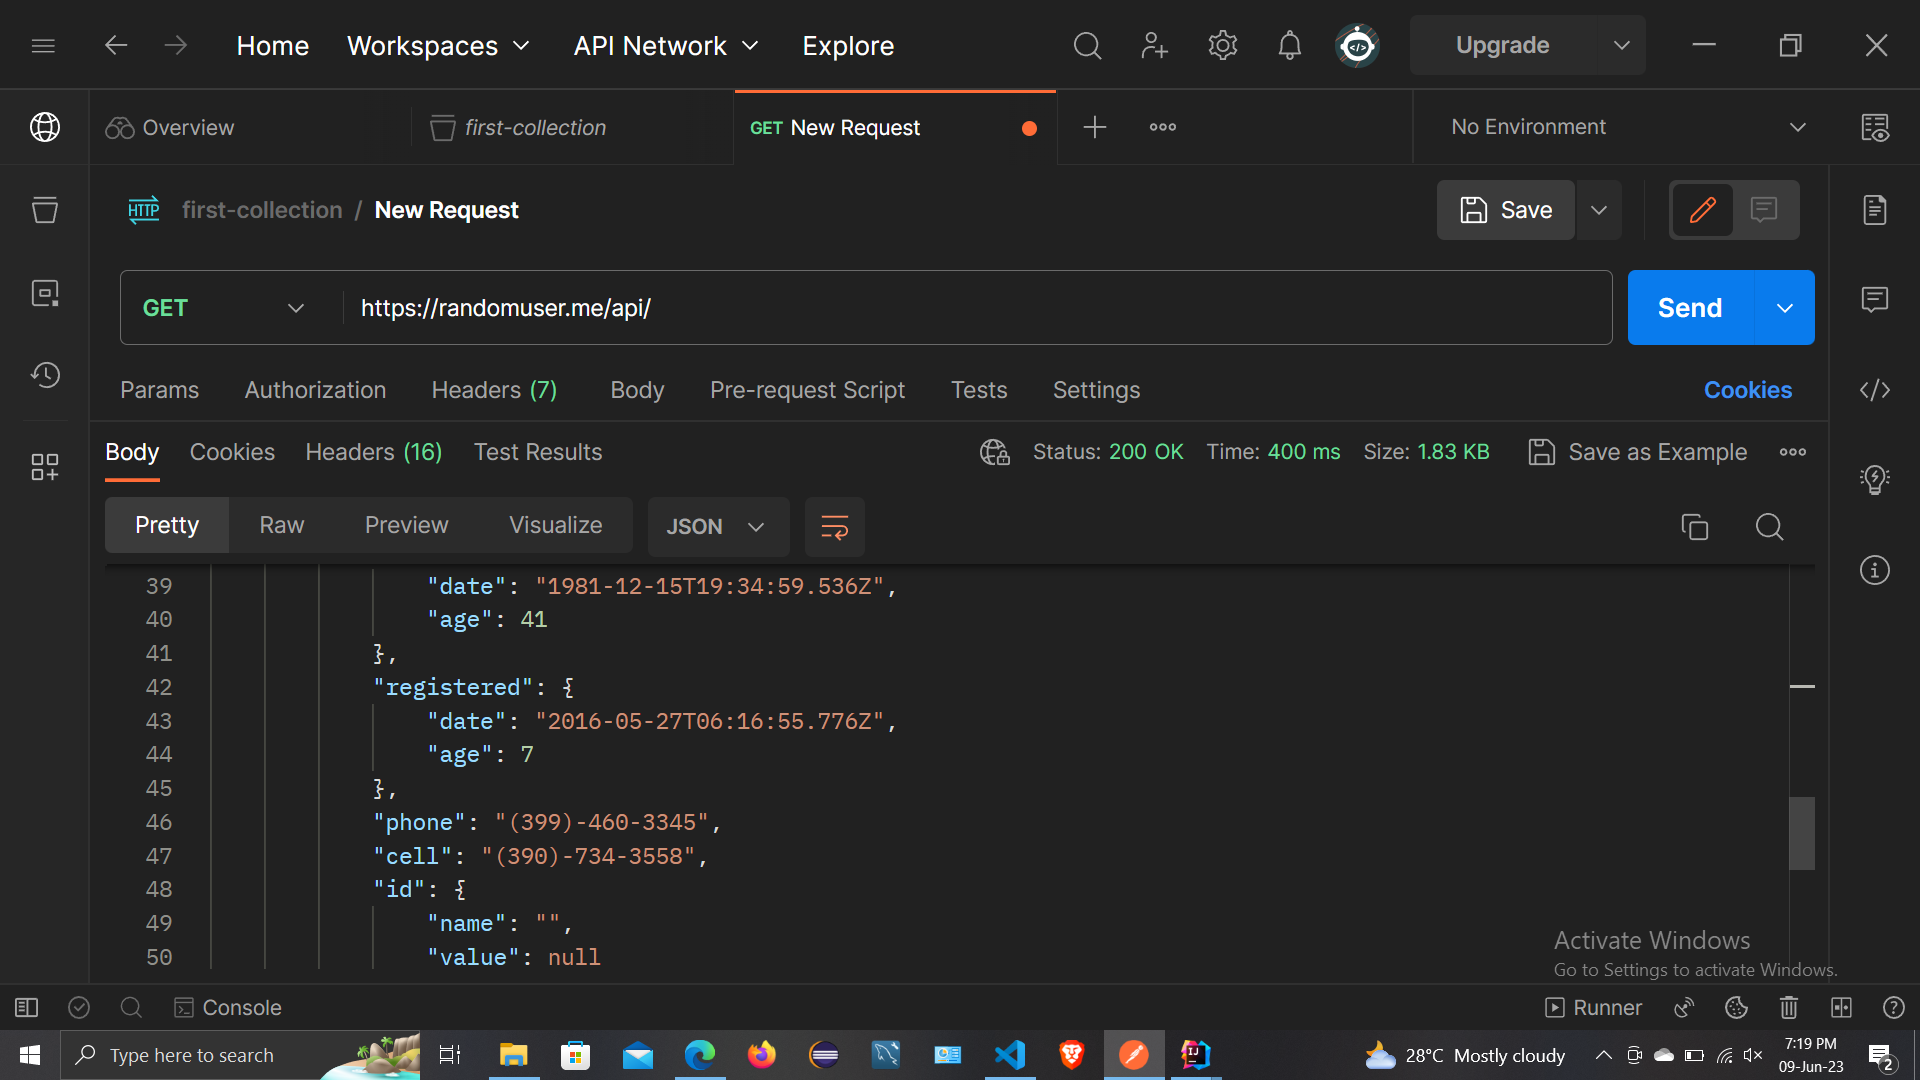 Home Workspaces API Network Explore Upgrade
Overview first-collection GET New Request No Environment
HTTP first-collection / New Request Save
GET https://randomuser.me/api/ Send
Params Authorization Headers (7) Body Pre-request Script Tests Settings Cookies
Body Cookies Headers (16) Test Results Status: 200 OK Time: 400 ms Size: 1.83 KB Save as Example
Pretty Raw Preview Visualize JSON
39 "date": "1981-12-15T19:34:59.536Z",
40 "age": 41
41 },
42 "registered": {
43 "date": "2016-05-27T06:16:55.776Z",
44 "age": 7
45 },
46 "phone": "(399)-460-3345",
47 "cell": "(390)-734-3558",
48 "id": {
49 "name": "",
50 "value": null
Activate Windows
Go to Settings to activate Windows.
Console Runner
Type here to search 28°C Mostly cloudy 7:19 PM
09-Jun-23 2